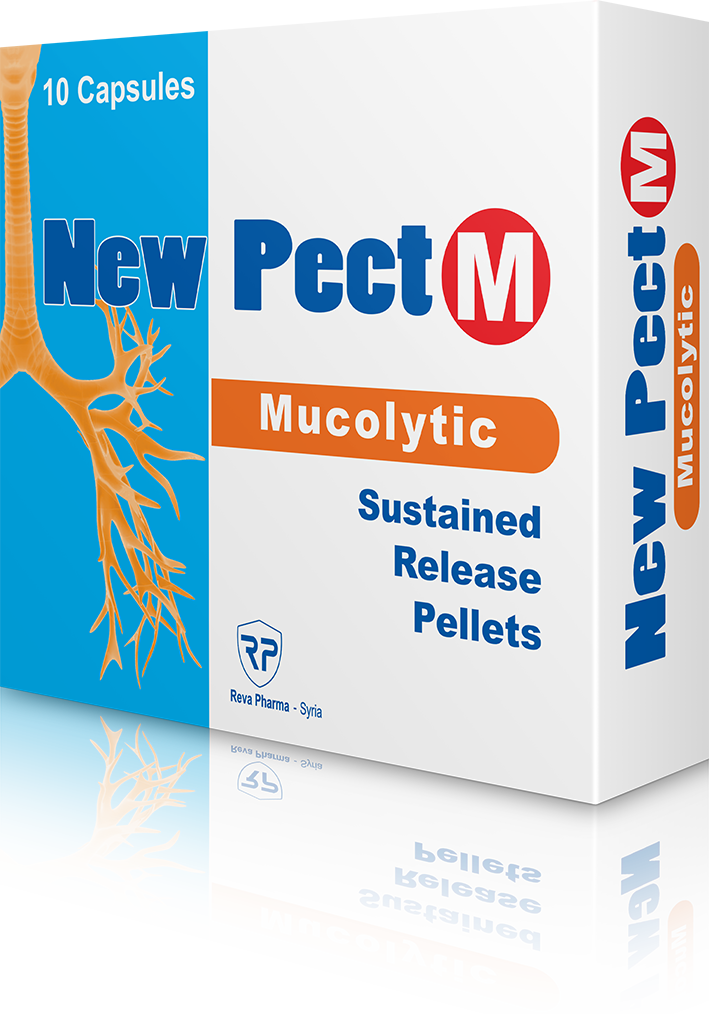 10 Capsules
New Pect M
Mucolytic
Sustained
Release
Pellets
RP
Reva Pharma - Syria
New Pect M
Mucolytic